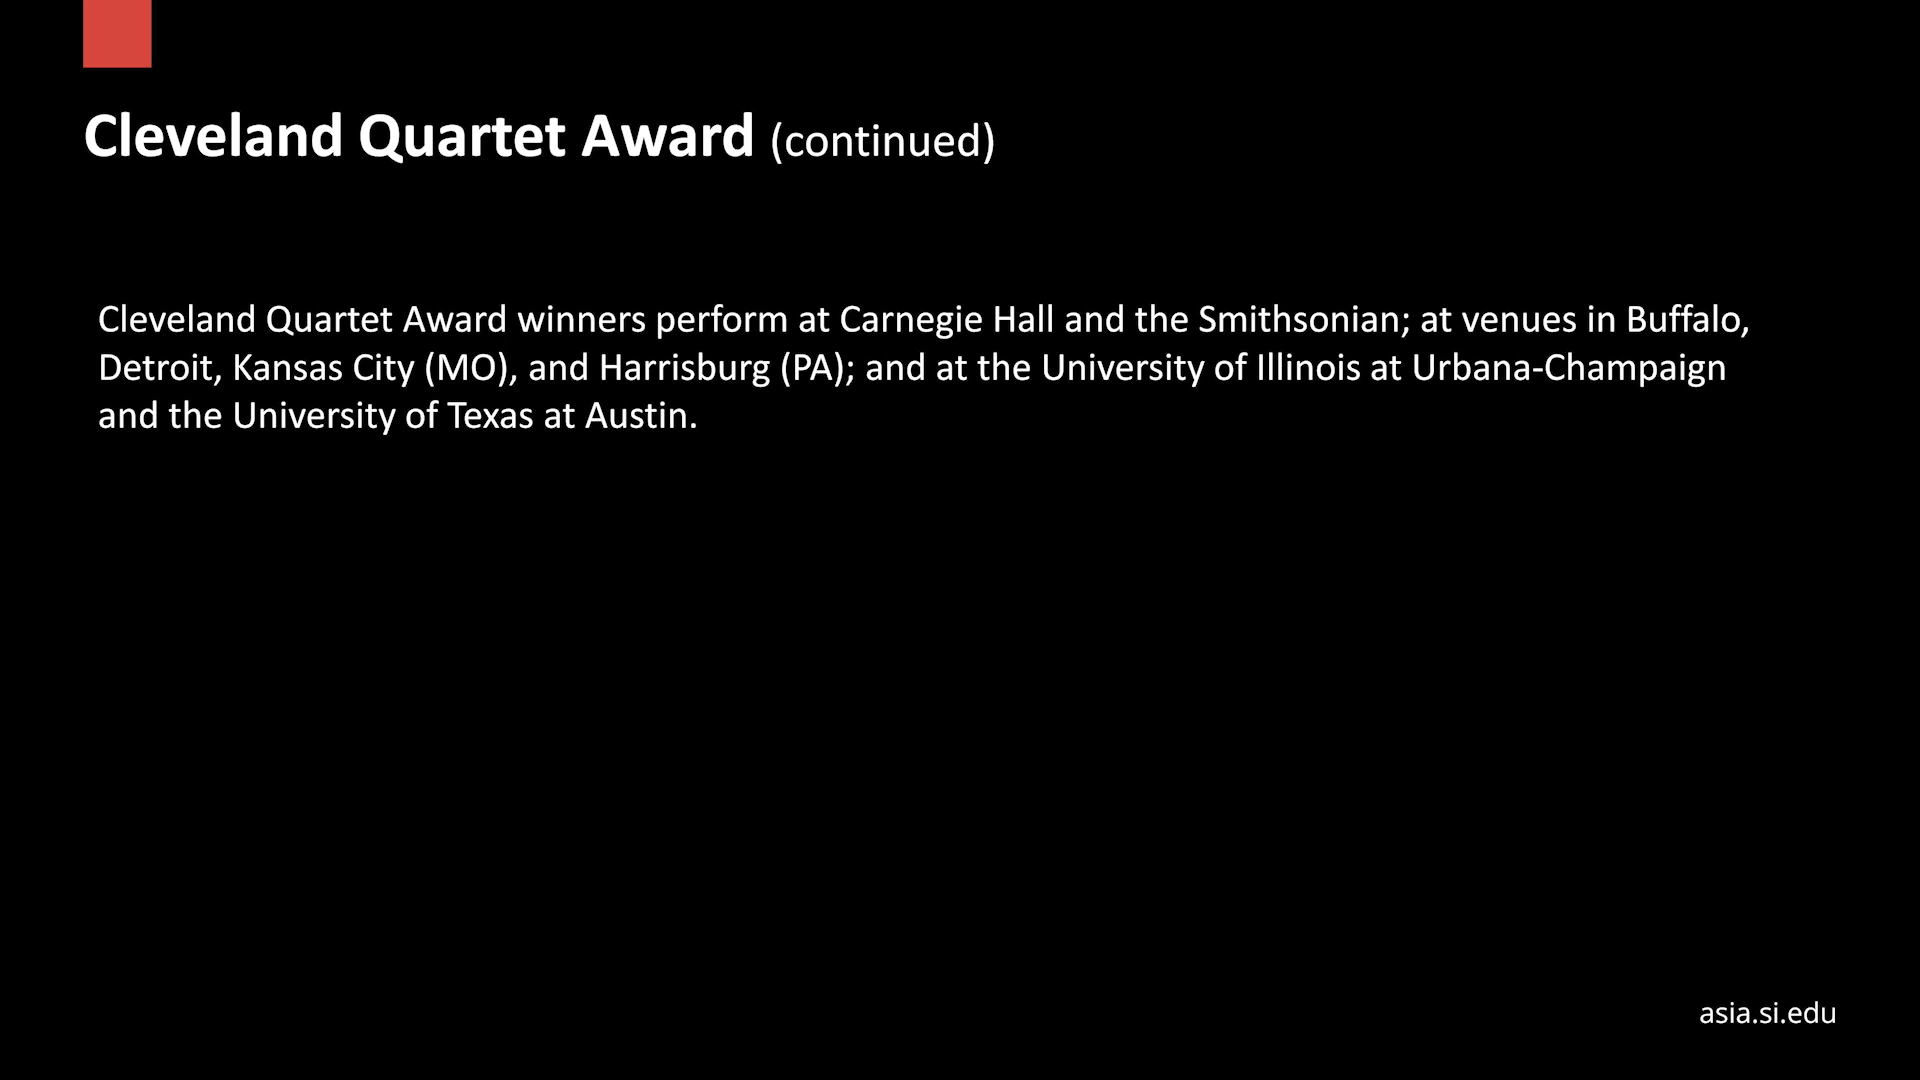 Cleveland Quartet Award (continued)
Cleveland Quartet Award winners perform at Carnegie Hall and the Smithsonian; at venues in Buffalo,
Detroit, Kansas City (MO), and Harrisburg (PA); and at the University of Illinois at Urbana-Champaign
and the University of Texas at Austin.
asia.si.edu